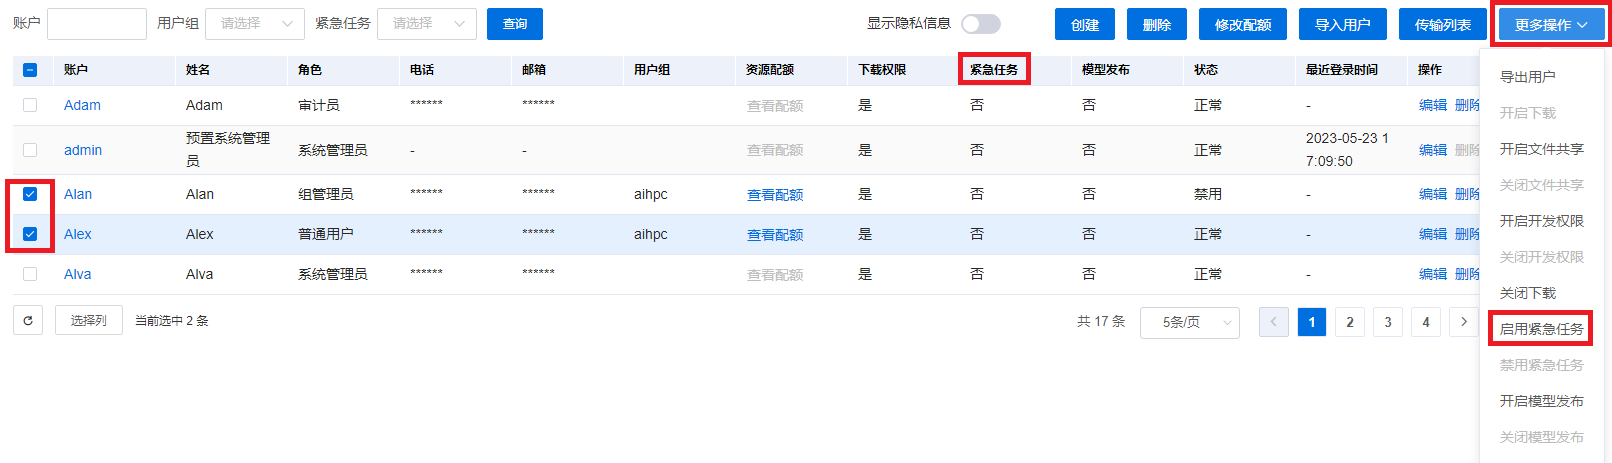 账户 用户组 请选择 紧急任务 请选择 查询 显示隐私信息 创建 删除 修改配额 导入用户 传输列表 更多操作
账户 姓名 角色 电话 邮箱 用户组 资源配额 下载权限 紧急任务 模型发布 状态 最近登录时间 操作
Adam Adam 审计员 ****** ****** 查看配额 是 否 否 正常 - 编辑 删除
admin 预置系统管理员 系统管理员 - - 查看配额 是 否 否 正常 2023-05-23 17:09:50 编辑 删除
Alan Alan 组管理员 ****** ****** aihpc 查看配额 是 否 否 禁用 - 编辑 删除
Alex Alex 普通用户 ****** ****** aihpc 查看配额 是 否 否 正常 - 编辑 删除
Alva Alva 系统管理员 ****** ****** 查看配额 是 否 否 正常 - 编辑 删除
选择列 当前选中 2 条 共 17 条 5条/页 < 1 2 3 4 >
导出用户
开启下载
开启文件共享
关闭文件共享
开启开发权限
关闭开发权限
关闭下载
启用紧急任务
禁用紧急任务
开启模型发布
关闭模型发布